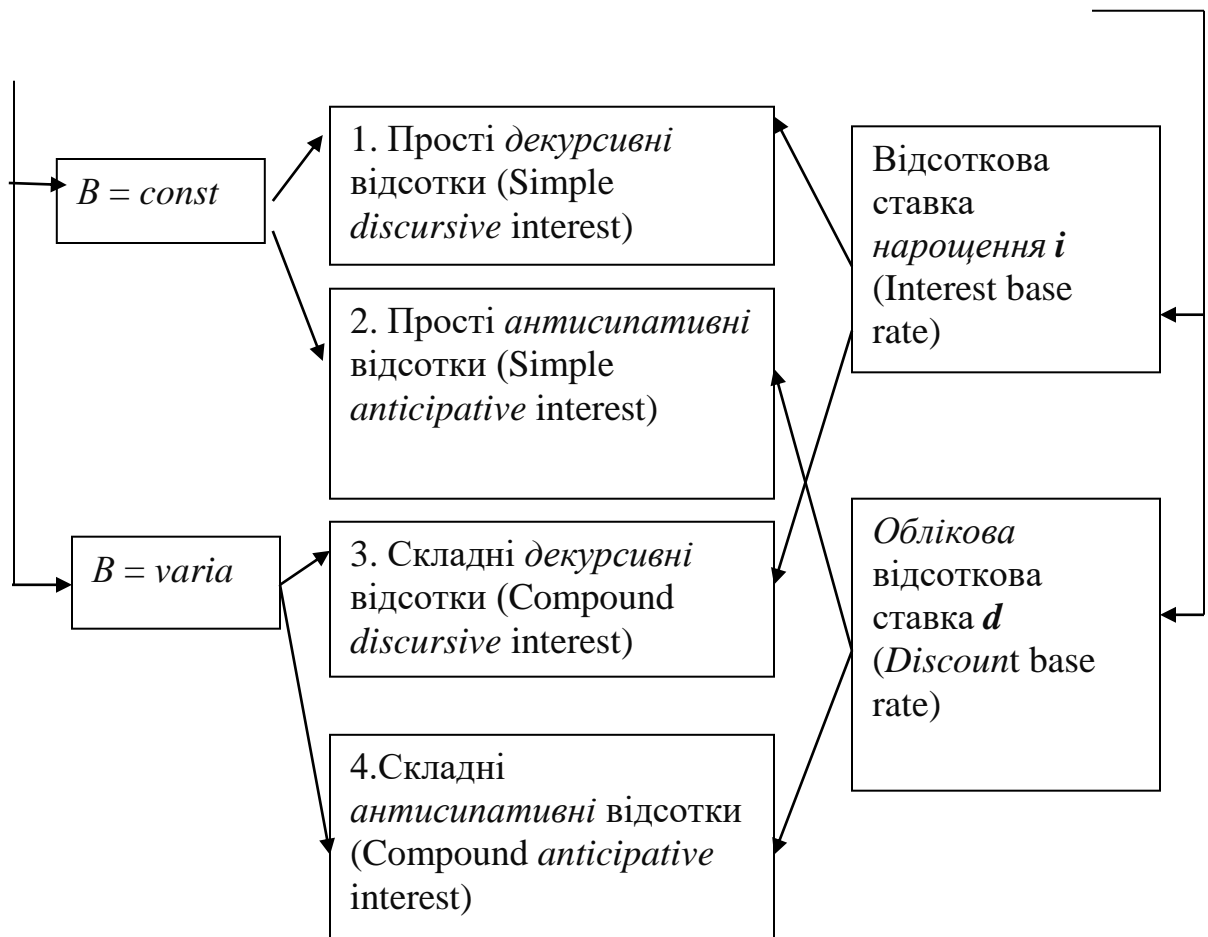 B = const
1. Прості декурсивні
відсотки (Simple
discursive interest)
2. Прості антисипативні
відсотки (Simple
anticipative interest)
Відсоткова
ставка
нарощення i
(Interest base
rate)
B = varia
3. Складні декурсивні
відсотки (Compound
discursive interest)
4.Складні
антисипативні відсотки
(Compound anticipative
interest)
Облікова
відсоткова
ставка d
(Discount base
rate)